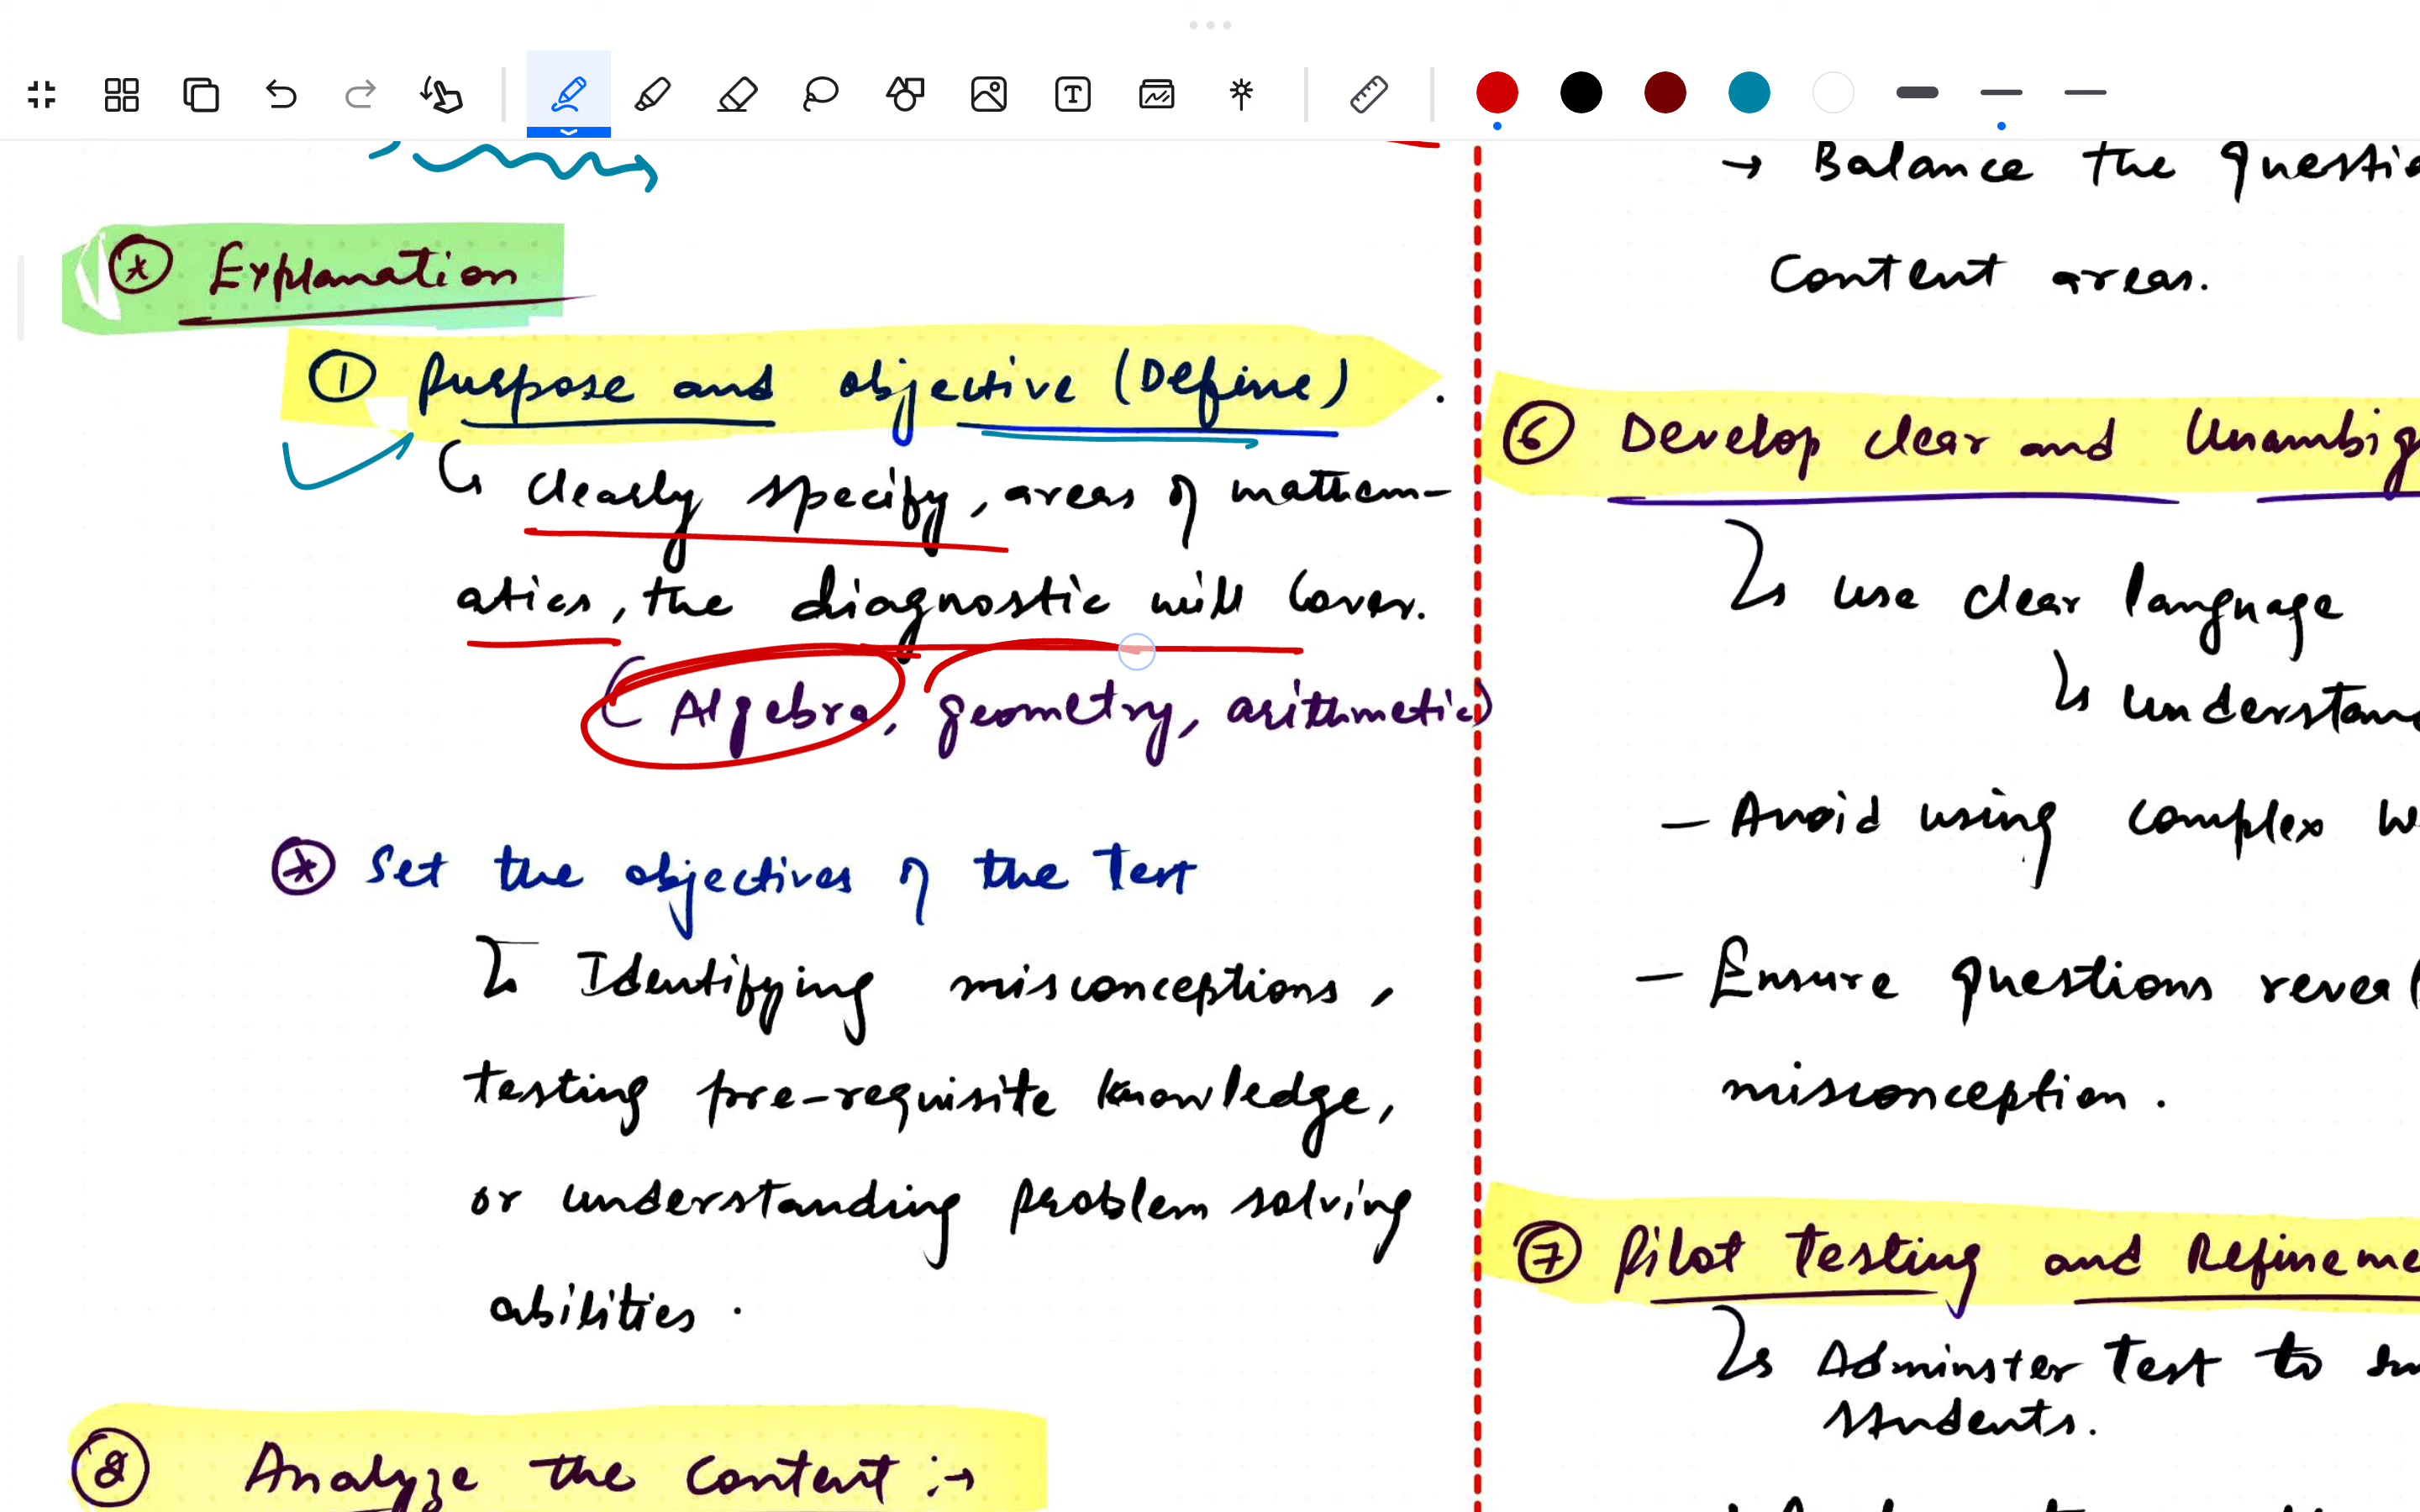 Explanation
① Purpose and objective (Define).
clearly specify, areas of mathem-
atics, the diagnostic will cover.
(Algebra, geometry, arithmetic)
Set the objectives of the Test
Identifying misconceptions,
testing pre-requisite knowledge,
or understanding problem solving
abilities.
② Analyze the content :→
→ Balance the
Content areas.
⑥ Develop clear and
use clear language
— Avoid using complex
— Ensure questions
misconception.
⑦ Pilot Testing and
Adminster Test to
students.